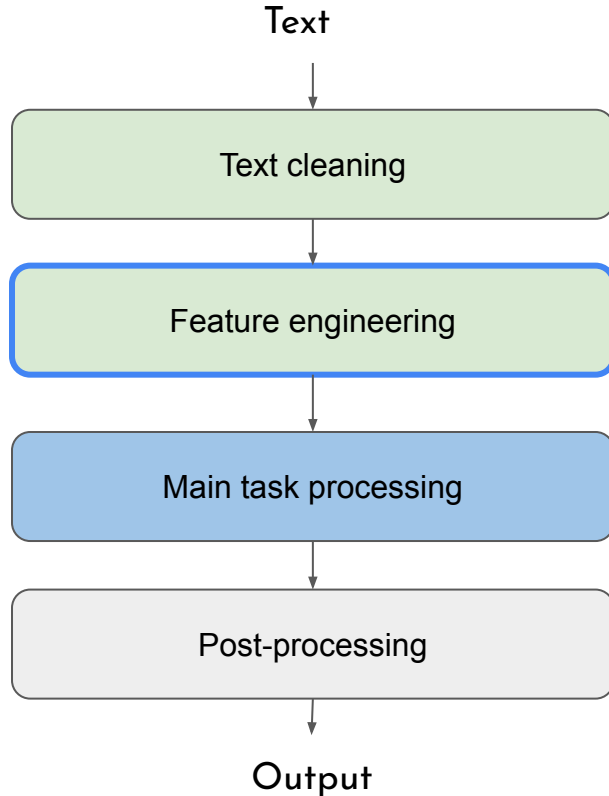 Text
Text cleaning
Feature engineering
Main task processing
Post-processing
Output